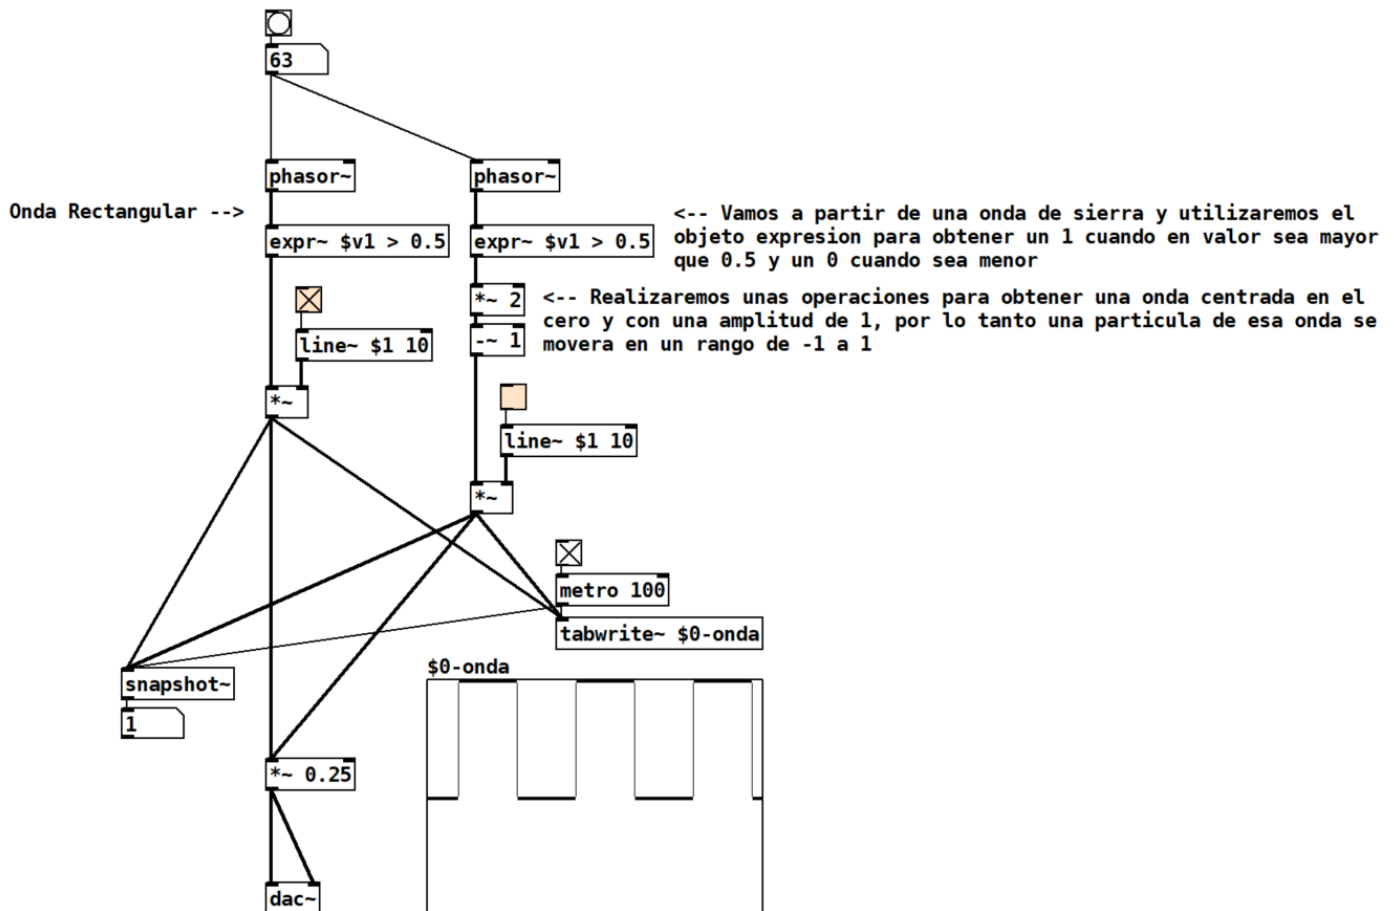 63
phasor~
phasor~
Onda Rectangular -->
<-- Vamos a partir de una onda de sierra y utilizaremos el
objeto expresion para obtener un 1 cuando en valor sea mayor
que 0.5 y un 0 cuando sea menor
expr~ $v1 > 0.5
expr~ $v1 > 0.5
*~ 2
<-- Realizaremos unas operaciones para obtener una onda centrada en el
cero y con una amplitud de 1, por lo tanto una particula de esa onda se
movera en un rango de -1 a 1
-~ 1
line~ $1 10
*~
line~ $1 10
*~
metro 100
tabwrite~ $0-onda
$0-onda
snapshot~
1
*~ 0.25
dac~